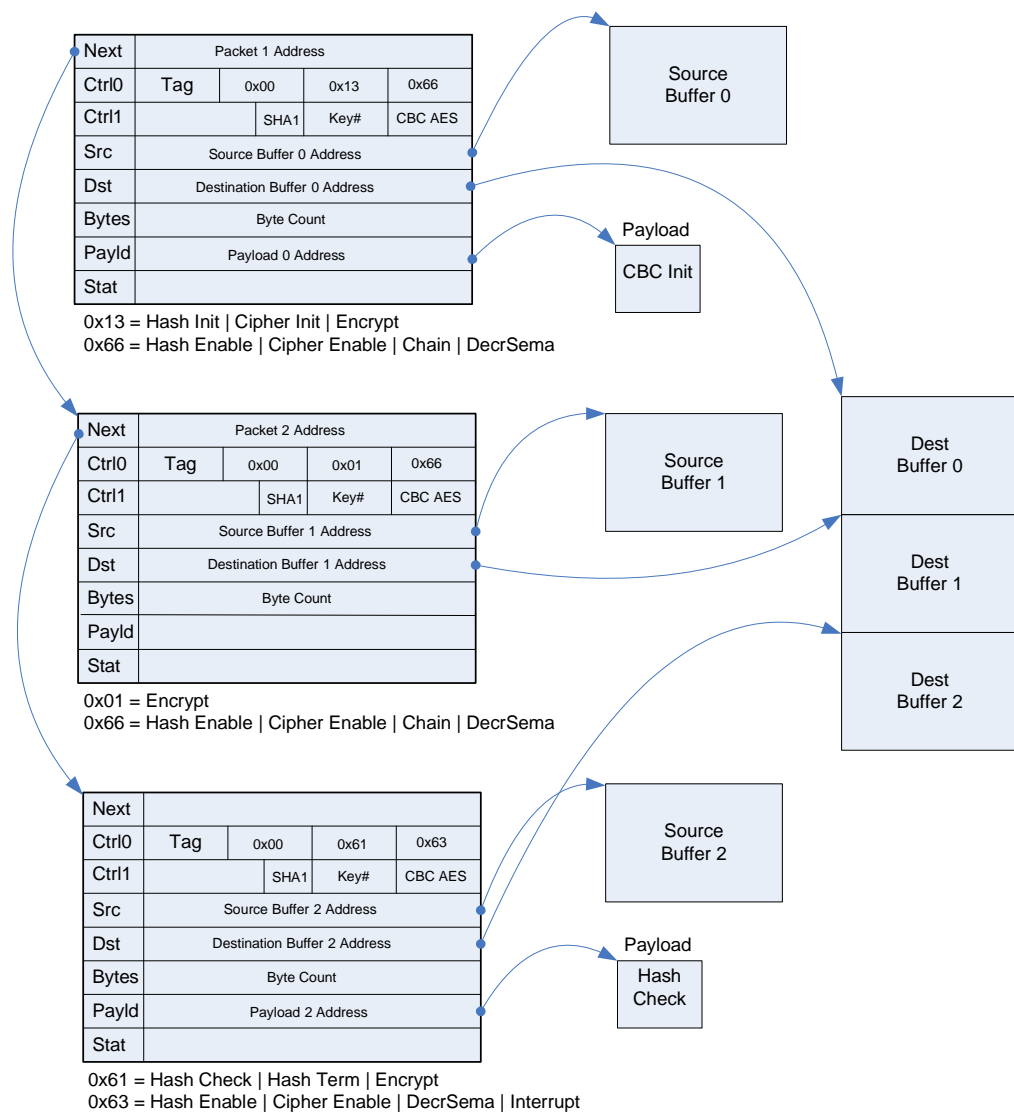 Next Packet 1 Address
Ctrl0 Tag 0x00 0x13 0x66
Ctrl1 SHA1 Key# CBC AES
Src Source Buffer 0 Address
Dst Destination Buffer 0 Address
Bytes Byte Count
Payld Payload 0 Address
Stat
0x13 = Hash Init | Cipher Init | Encrypt
0x66 = Hash Enable | Cipher Enable | Chain | DecrSema
Source
Buffer 0
Payload
CBC Init
Next Packet 2 Address
Ctrl0 Tag 0x00 0x01 0x66
Ctrl1 SHA1 Key# CBC AES
Src Source Buffer 1 Address
Dst Destination Buffer 1 Address
Bytes Byte Count
Payld
Stat
0x01 = Encrypt
0x66 = Hash Enable | Cipher Enable | Chain | DecrSema
Source
Buffer 1
Dest
Buffer 0
Dest
Buffer 1
Dest
Buffer 2
Next
Ctrl0 Tag 0x00 0x61 0x63
Ctrl1 SHA1 Key# CBC AES
Src Source Buffer 2 Address
Dst Destination Buffer 2 Address
Bytes Byte Count
Payld Payload 2 Address
Stat
0x61 = Hash Check | Hash Term | Encrypt
0x63 = Hash Enable | Cipher Enable | DecrSema | Interrupt
Source
Buffer 2
Payload
Hash
Check